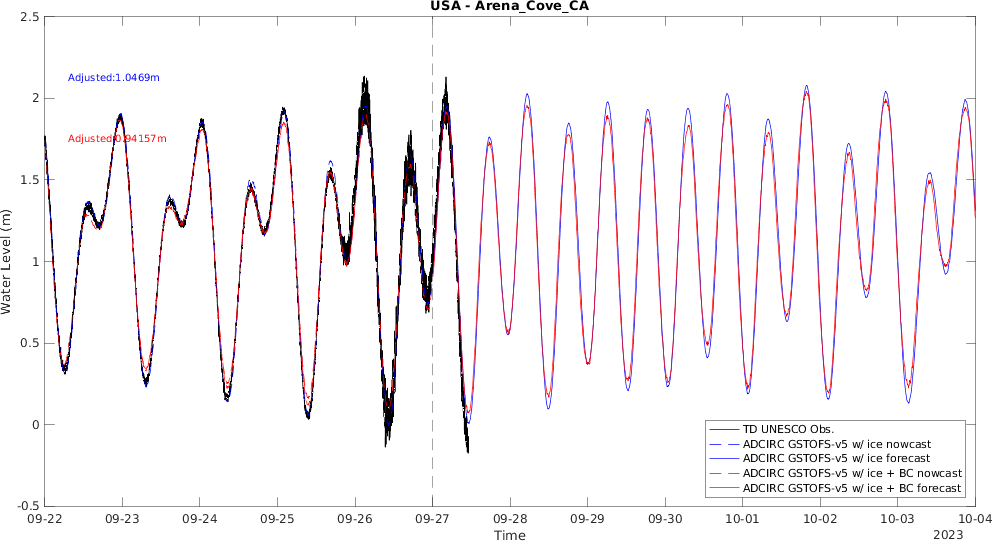 USA - Arena_Cove_CA
2.5
2
1.5
1
0.5
0
-0.5
Water Level (m)
Adjusted:1.0469m
Adjusted:0.94157m
TD UNESCO Obs.
ADCIRC GSTOFS-v5 w/ ice nowcast
ADCIRC GSTOFS-v5 w/ ice forecast
ADCIRC GSTOFS-v5 w/ ice + BC nowcast
ADCIRC GSTOFS-v5 w/ ice + BC forecast
09-22 09-23 09-24 09-25 09-26 09-27 09-28 09-29 09-30 10-01 10-02 10-03 10-04
Time
2023